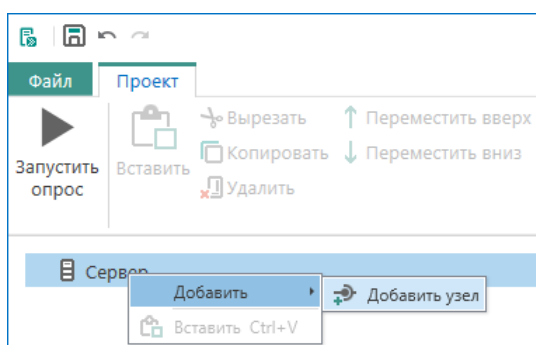 Файл
Проект
Запустить
опрос
Вставить
Вырезать
Копировать
Удалить
Переместить вверх
Переместить вниз
Сервер
Добавить
Вставить Ctrl+V
Добавить узел